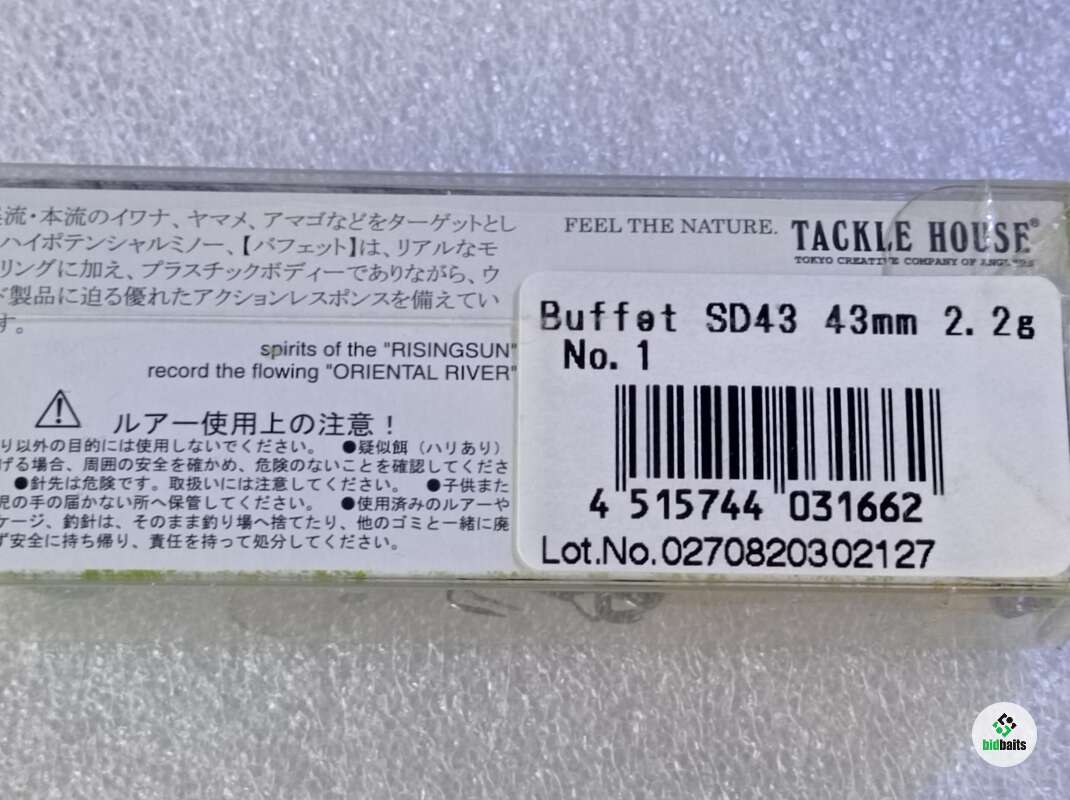 流・本流のイワナ、ヤマメ、アマゴなどをターゲットとし
ハイポテンシャルミノー、【バフェット】は、リアルなモ
リングに加え、プラスチックボディーでありながら、ウ
ド製品に迫る優れたアクションレスポンスを備えてい
す。
spirits of the "RISINGSUN"
record the flowing "ORIENTAL RIVER"
ルアー使用上の注意！
り以外の目的には使用しないでください。 ●疑似餌（ハリあり）
げる場合、周囲の安全を確かめ、危険のないことを確認してくださ
●針先は危険です。取扱いには注意してください。 ●子供また
児の手の届かない所へ保管してください。 ●使用済みのルアーや
ケージ、釣針は、そのまま釣り場へ捨てたり、他のゴミと一緒に廃
ず安全に持ち帰り、責任を持って処分してください。
FEEL THE NATURE.
TACKLE HOUSE®
TOKYO CREATIVE COMPANY OF ANGLERS
Buffet SD43 43mm 2.2g
No.1
4 515744 031662
Lot.No.0270820302127
bidbaits